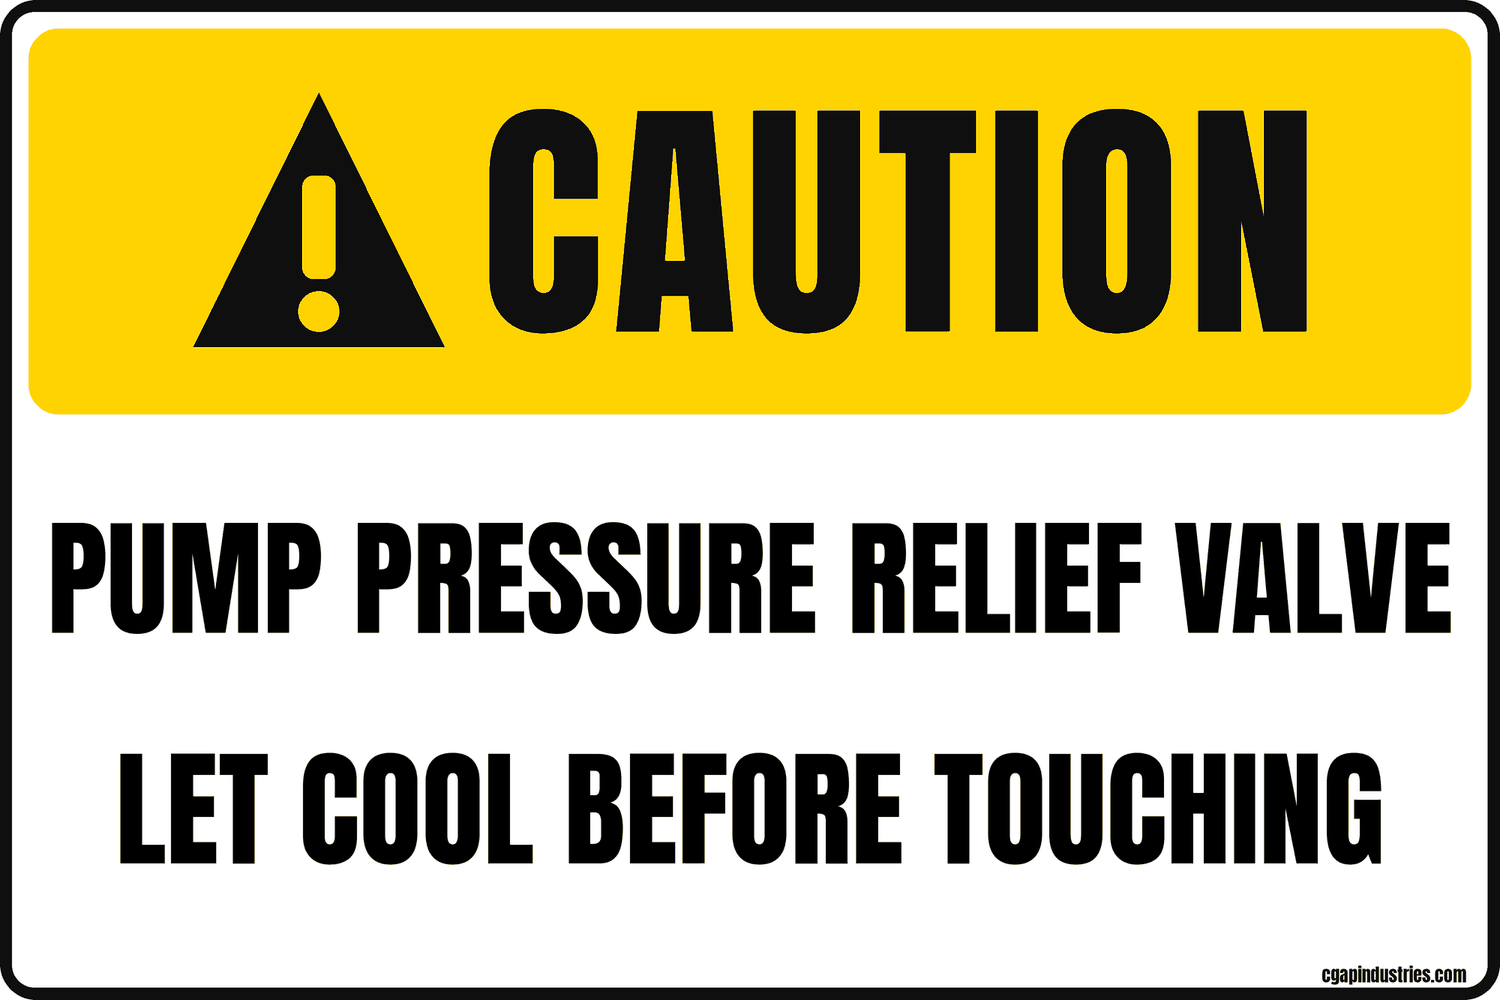 CAUTION
PUMP PRESSURE RELIEF VALVE
LET COOL BEFORE TOUCHING
cgapindustries.com